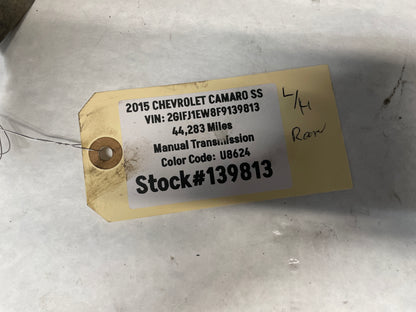 2015 CHEVROLET CAMARO SS
VIN: 2G1FJ1EW8F9139813
44,283 Miles
Manual Transmission
Color Code: U8624
Stock#139813
L/H
Rear